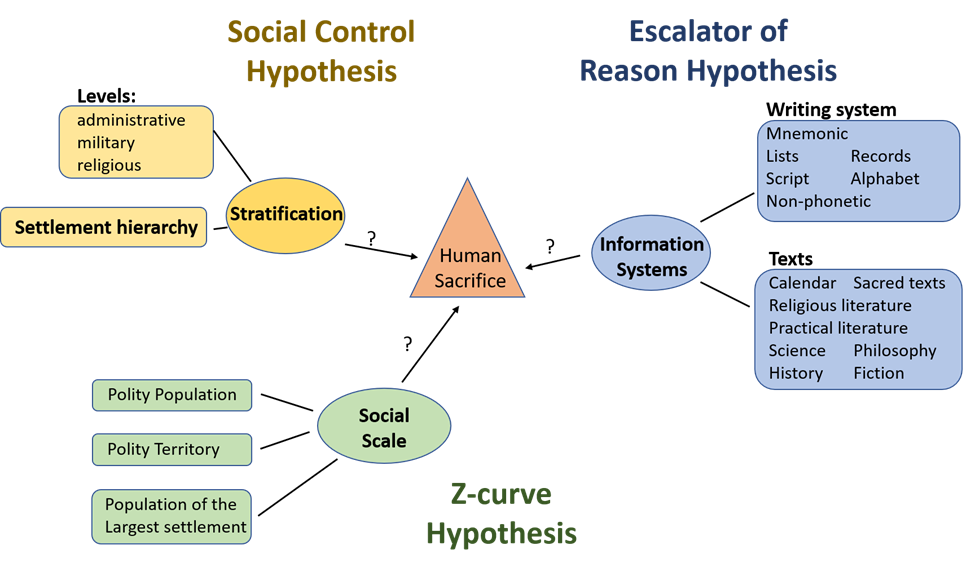 Social Control
Hypothesis
Escalator of
Reason Hypothesis
Levels:
administrative
military
religious
Settlement hierarchy
Stratification
?
Human
Sacrifice
?
Information
Systems
Writing system
Mnemonic
Lists Records
Script Alphabet
Non-phonetic
Texts
Calendar Sacred texts
Religious literature
Practical literature
Science Philosophy
History Fiction
?
Polity Population
Polity Territory
Population of the
Largest settlement
Social
Scale
Z-curve
Hypothesis